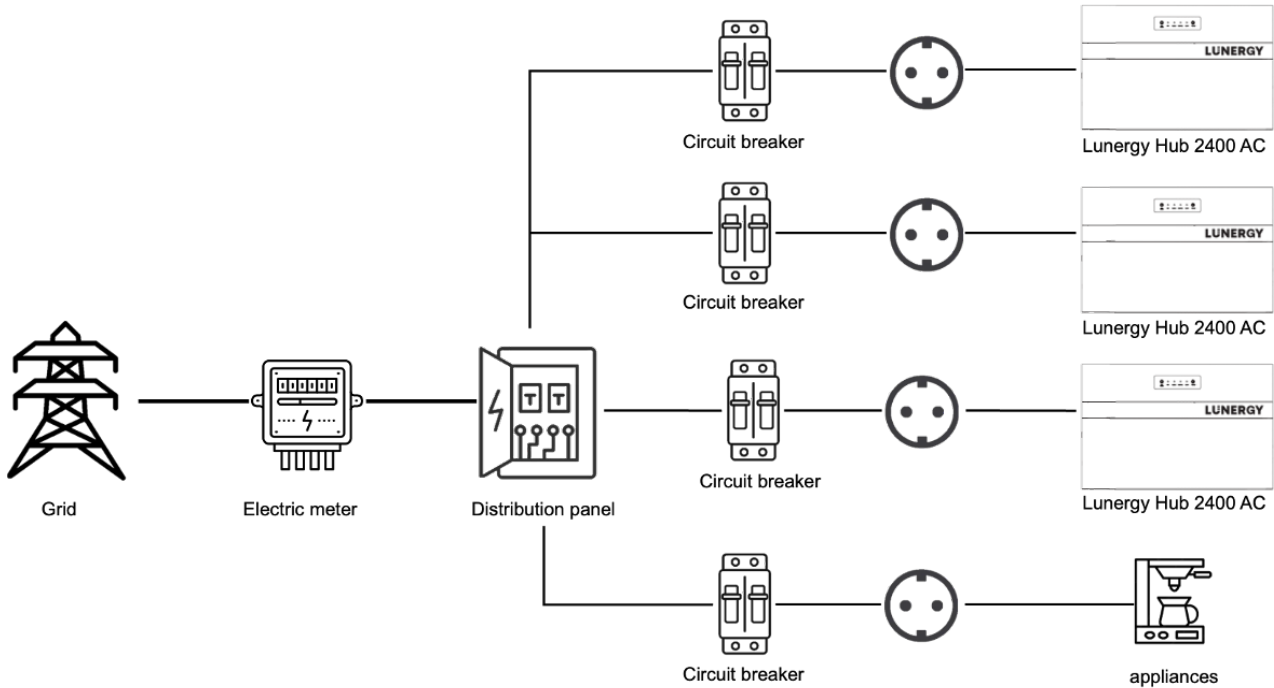 LUNERGY
Circuit breaker
Lunergy Hub 2400 AC
LUNERGY
Circuit breaker
Lunergy Hub 2400 AC
LUNERGY
T T
Circuit breaker
Lunergy Hub 2400 AC
Grid
Electric meter
Distribution panel
Circuit breaker
appliances